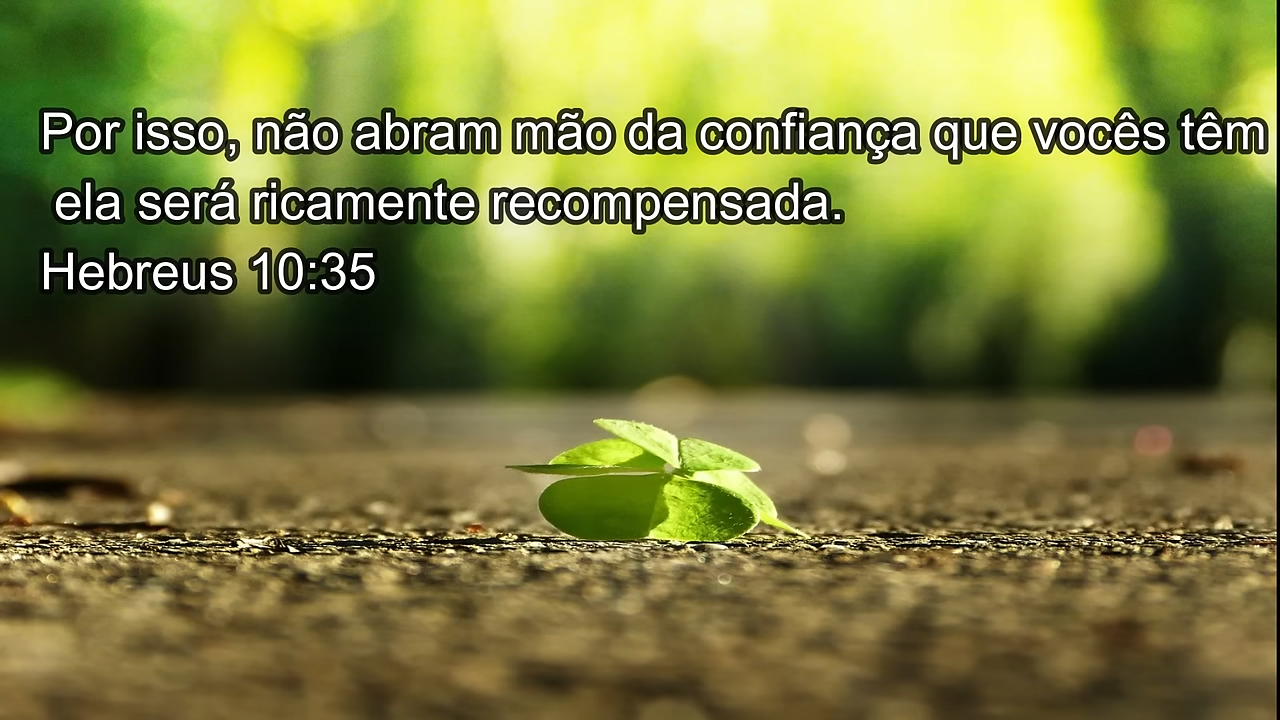 Por isso, não abram mão da confiança que vocês têm
ela será ricamente recompensada.
Hebreus 10:35